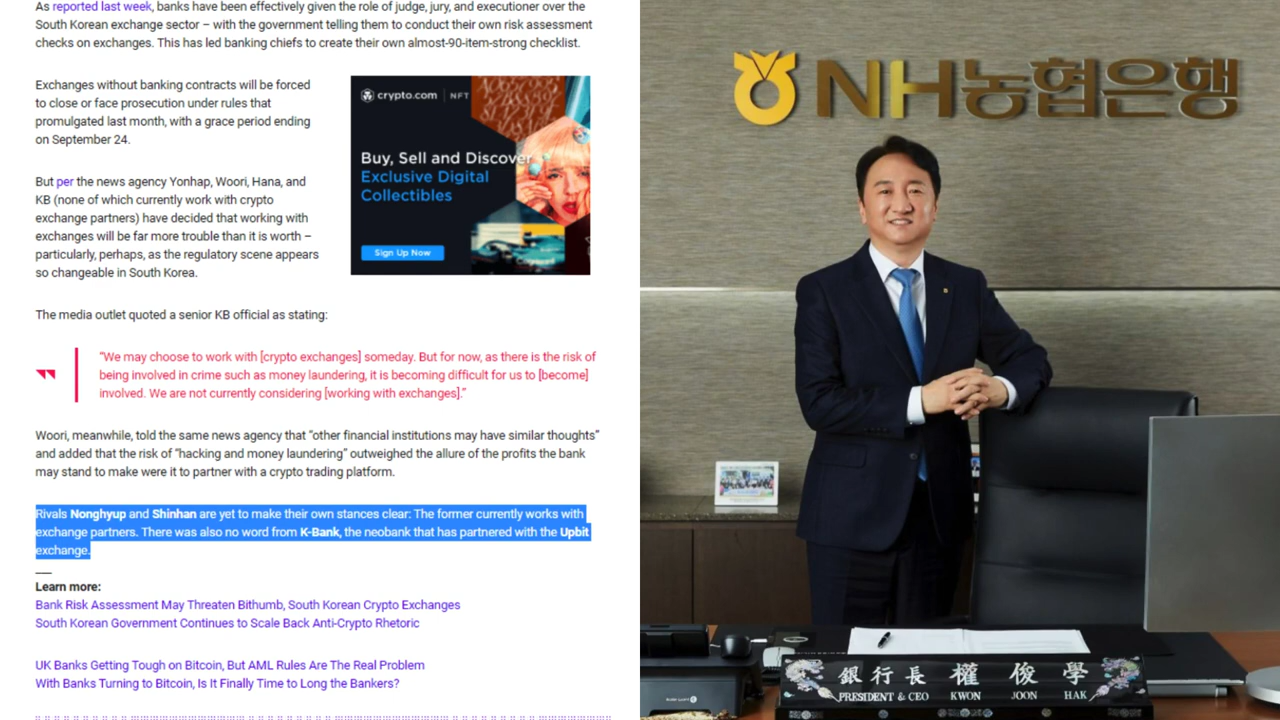 As reported last week, banks have been effectively given the role of judge, jury, and executioner over the
South Korean exchange sector – with the government telling them to conduct their own risk assessment
checks on exchanges. This has led banking chiefs to create their own almost-90-item-strong checklist.
Exchanges without banking contracts will be forced
to close or face prosecution under rules that
promulgated last month, with a grace period ending
on September 24.
crypto.com | NFT
Buy, Sell and Discover
Exclusive Digital
Collectibles
Sign Up Now
But per the news agency Yonhap, Woori, Hana, and
KB (none of which currently work with crypto
exchange partners) have decided that working with
exchanges will be far more trouble than it is worth –
particularly, perhaps, as the regulatory scene appears
so changeable in South Korea.
The media outlet quoted a senior KB official as stating:
“We may choose to work with [crypto exchanges] someday. But for now, as there is the risk of
being involved in crime such as money laundering, it is becoming difficult for us to [become]
involved. We are not currently considering [working with exchanges].”
Woori, meanwhile, told the same news agency that “other financial institutions may have similar thoughts”
and added that the risk of “hacking and money laundering” outweighed the allure of the profits the bank
may stand to make were it to partner with a crypto trading platform.
Rivals Nonghyup and Shinhan are yet to make their own stances clear: The former currently works with
exchange partners. There was also no word from K-Bank, the neobank that has partnered with the Upbit
exchange.
Learn more:
Bank Risk Assessment May Threaten Bithumb, South Korean Crypto Exchanges
South Korean Government Continues to Scale Back Anti-Crypto Rhetoric
UK Banks Getting Tough on Bitcoin, But AML Rules Are The Real Problem
With Banks Turning to Bitcoin, Is It Finally Time to Long the Bankers?
NH농협은행
銀行長 權 俊 學
PRESIDENT & CEO KWON JOON HAK